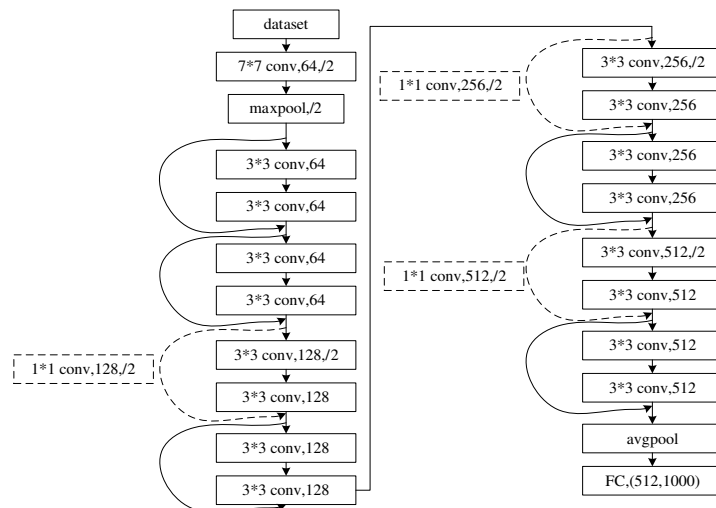 dataset
7*7 conv,64,/2
maxpool,/2
3*3 conv,64
3*3 conv,64
3*3 conv,64
3*3 conv,64
3*3 conv,128,/2
1*1 conv,128,/2
3*3 conv,128
3*3 conv,128
3*3 conv,128
3*3 conv,256,/2
1*1 conv,256,/2
3*3 conv,256
3*3 conv,256
3*3 conv,256
3*3 conv,512,/2
1*1 conv,512,/2
3*3 conv,512
3*3 conv,512
3*3 conv,512
avgpool
FC,(512,1000)